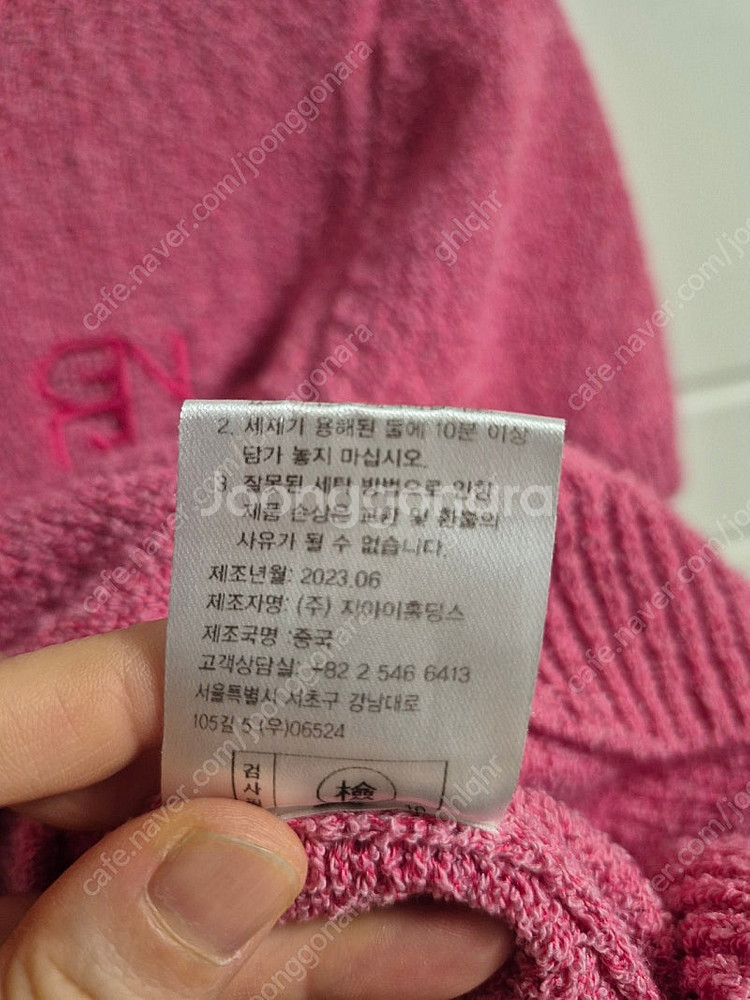 2. 세제가 용해된 물에 10분 이상
담가 놓지 마십시오.
3. 잘못된 세탁 방법으로 인한
제품 손상은 교환 및 환불의
사유가 될 수 없습니다.
제조년월: 2023.06
제조자명: (주) 지아이홀딩스
제조국명 :중국
고객상담실: +82 2 546 6413
서울특별시 서초구 강남대로
105길 5 (우)06524
검사
檢
Joonggonara
cafe.naver.com/joonggonara
ghlqhr